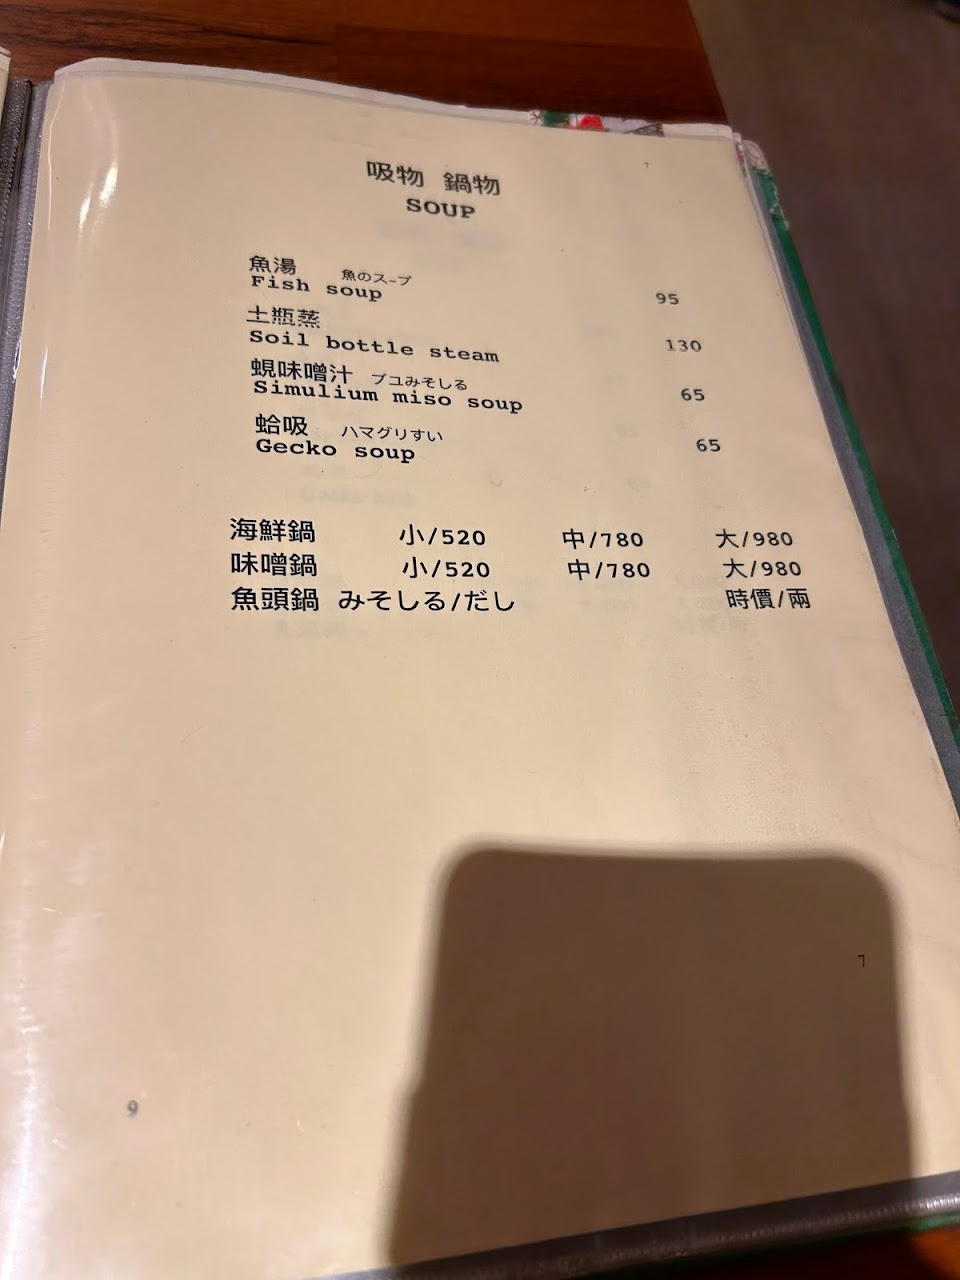 吸物 鍋物
SOUP
魚湯 魚のスープ
Fish soup 95
土瓶蒸
Soil bottle steam 130
蜆味噌汁 ブユみそしる
Simulium miso soup 65
蛤吸 ハマグリすい
Gecko soup 65
海鮮鍋 小/520 中/780 大/980
味噌鍋 小/520 中/780 大/980
魚頭鍋 みそしる/だし 時價/兩
9